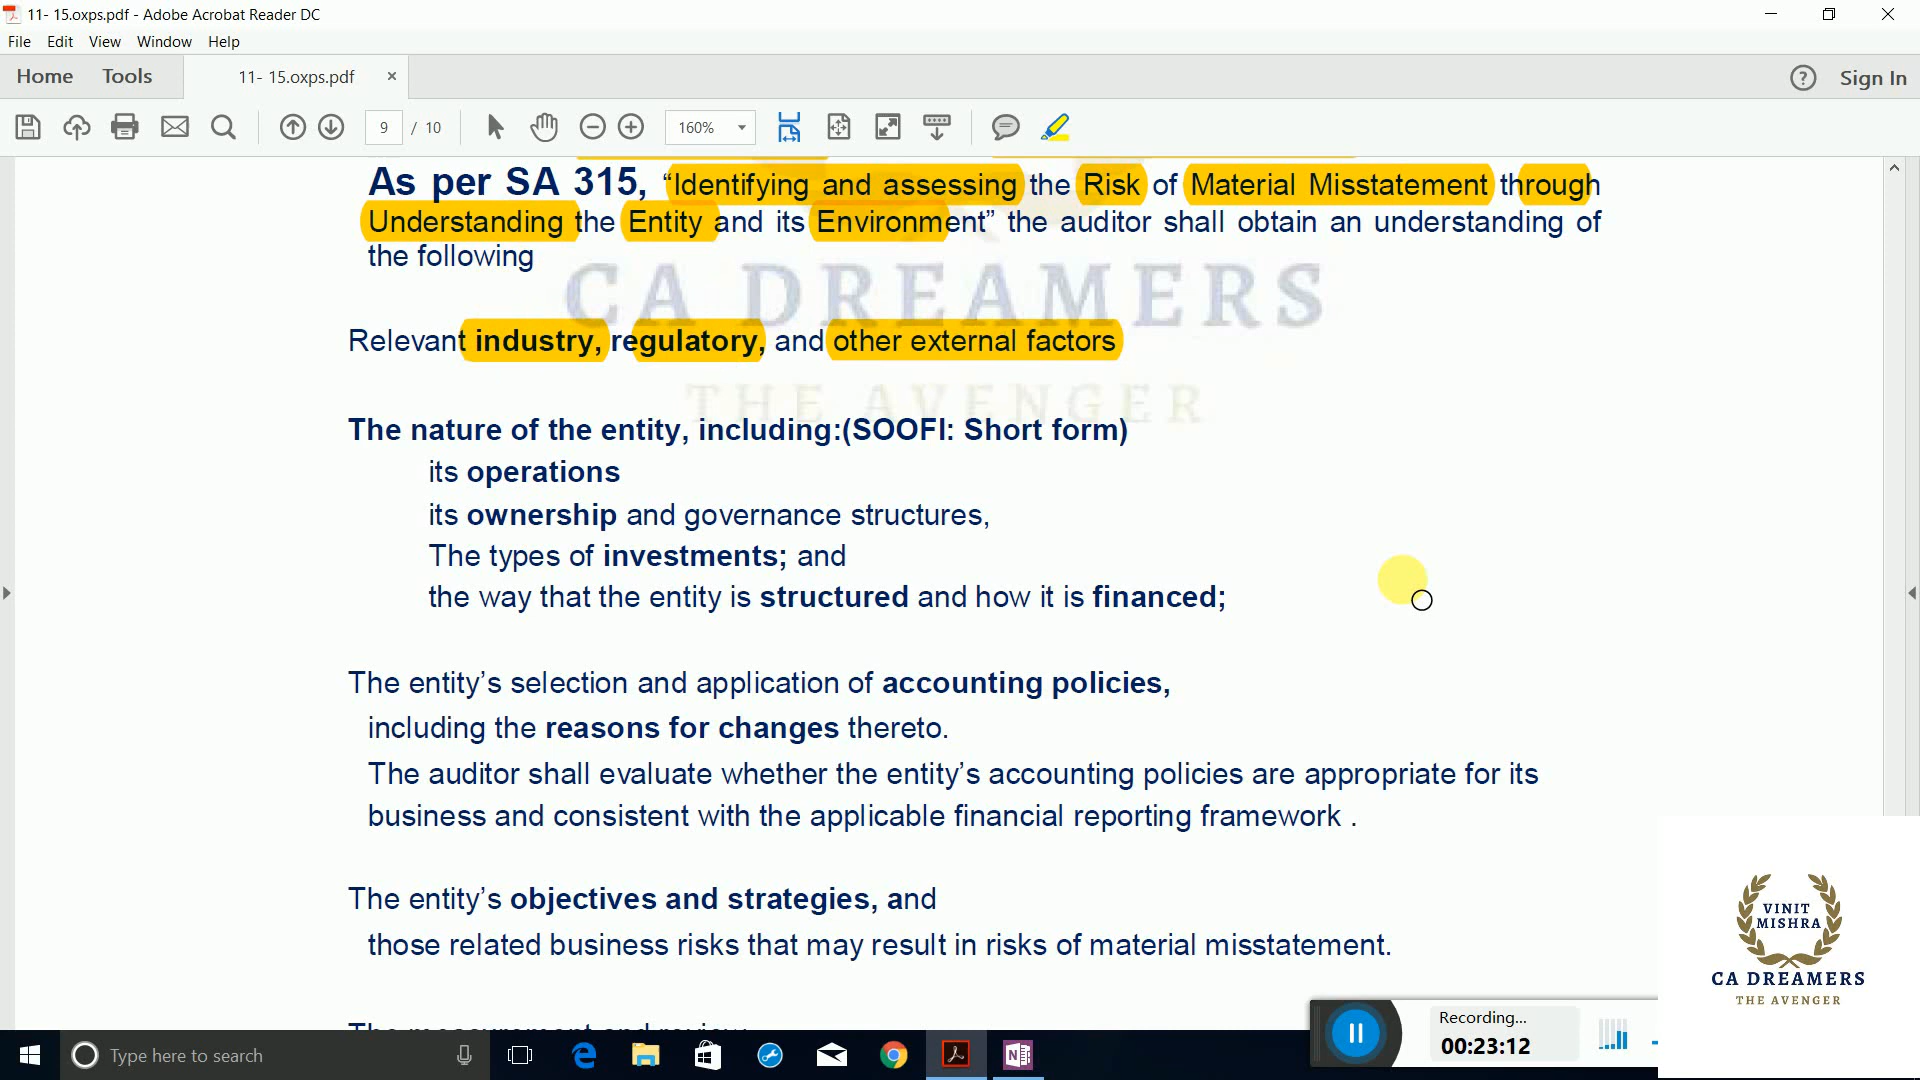 11- 15.oxps.pdf - Adobe Acrobat Reader DC
File Edit View Window Help
Home Tools 11- 15.oxps.pdf × Sign In
9 / 10 160%
As per SA 315, “Identifying and assessing the Risk of Material Misstatement through
Understanding the Entity and its Environment” the auditor shall obtain an understanding of
the following
CA DREAMERS
Relevant industry, regulatory, and other external factors
THE AVENGER
The nature of the entity, including:(SOOFI: Short form)
its operations
its ownership and governance structures,
The types of investments; and
the way that the entity is structured and how it is financed;
The entity’s selection and application of accounting policies,
including the reasons for changes thereto.
The auditor shall evaluate whether the entity’s accounting policies are appropriate for its
business and consistent with the applicable financial reporting framework .
The entity’s objectives and strategies, and
those related business risks that may result in risks of material misstatement.
The measurement and review
VINIT
MISHRA
CA DREAMERS
THE AVENGER
Recording...
00:23:12
Type here to search